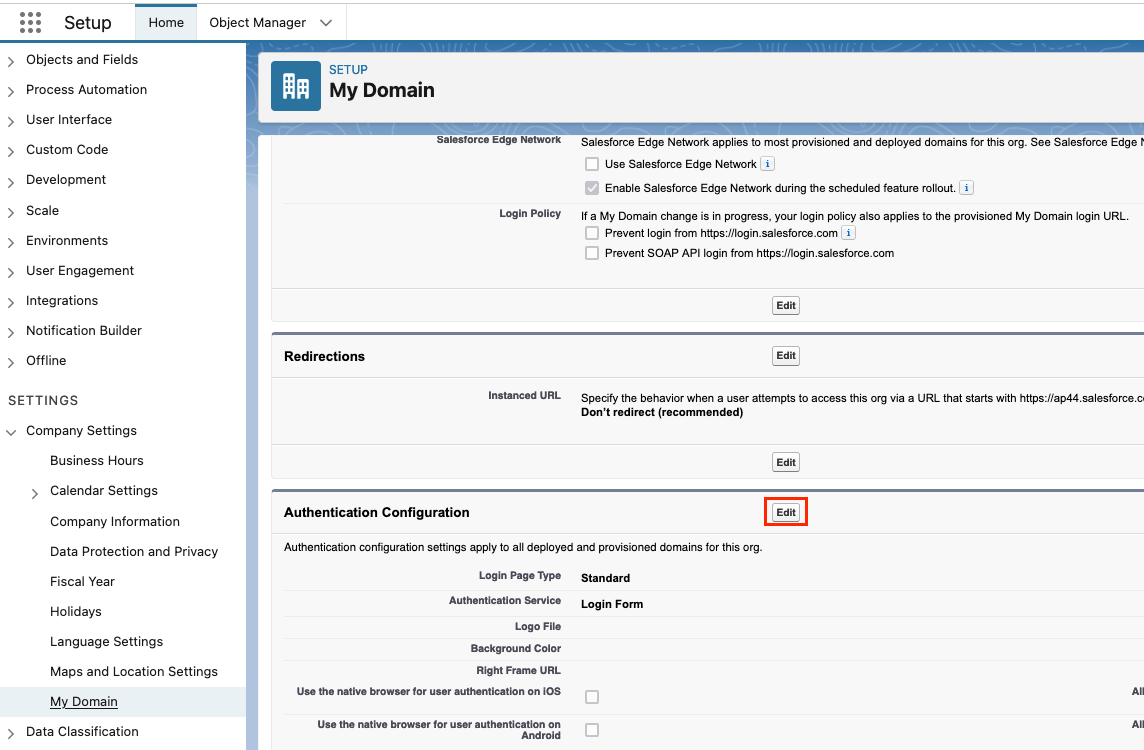 Setup
Home
Object Manager
Objects and Fields
Process Automation
User Interface
Custom Code
Development
Scale
Environments
User Engagement
Integrations
Notification Builder
Offline
SETTINGS
Company Settings
Business Hours
Calendar Settings
Company Information
Data Protection and Privacy
Fiscal Year
Holidays
Language Settings
Maps and Location Settings
My Domain
Data Classification
SETUP
My Domain
Salesforce Edge Network
Salesforce Edge Network applies to most provisioned and deployed domains for this org. See Salesforce Edge
Use Salesforce Edge Network i
Enable Salesforce Edge Network during the scheduled feature rollout. i
Login Policy
If a My Domain change is in progress, your login policy also applies to the provisioned My Domain login URL.
Prevent login from https://login.salesforce.com i
Prevent SOAP API login from https://login.salesforce.com
Edit
Redirections
Edit
Instanced URL
Specify the behavior when a user attempts to access this org via a URL that starts with https://ap44.salesforce.c
Don't redirect (recommended)
Edit
Authentication Configuration
Edit
Authentication configuration settings apply to all deployed and provisioned domains for this org.
Login Page Type
Standard
Authentication Service
Login Form
Logo File
Background Color
Right Frame URL
Use the native browser for user authentication on iOS
All
Use the native browser for user authentication on
Android
All